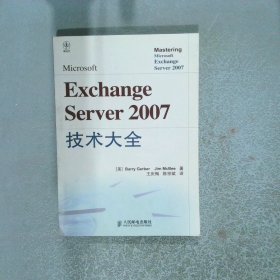 Mastering
Microsoft
Exchange
Server 2007
Microsoft
Exchange
Server 2007
技术大全
[美] Barry Gerber Jim McBee 著
译
人民邮电出版社